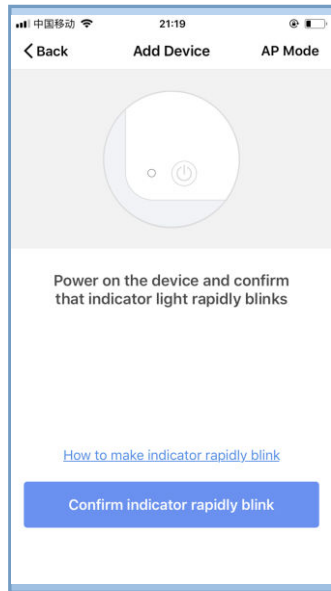 中国移动 21:19
Back Add Device AP Mode
Power on the device and confirm
that indicator light rapidly blinks
How to make indicator rapidly blink
Confirm indicator rapidly blink